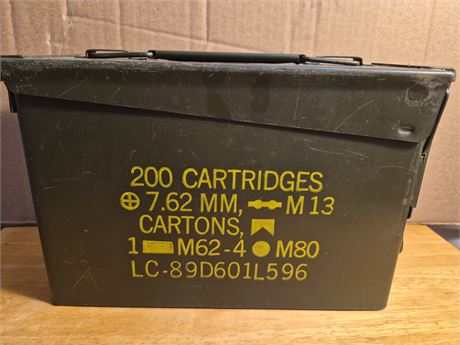 200 CARTRIDGES
7.62 MM, M13
CARTONS,
1 M62-4 M80
LC-89D601L596